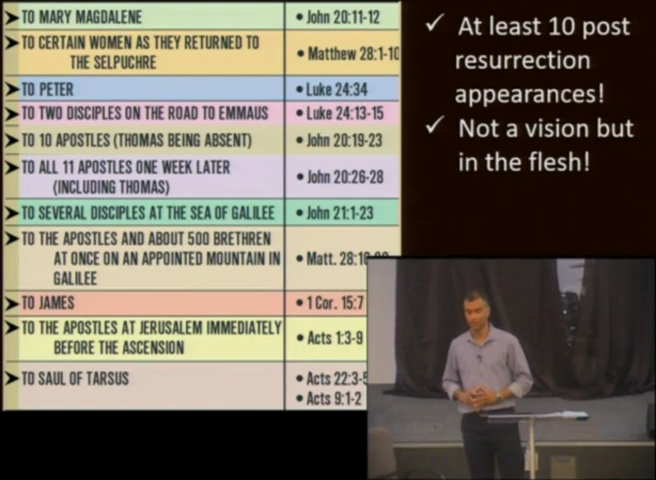 ➤ TO MARY MAGDALENE • John 20:11-12
➤ TO CERTAIN WOMEN AS THEY RETURNED TO
THE SELPUCHRE • Matthew 28:1-10
➤ TO PETER • Luke 24:34
➤ TO TWO DISCIPLES ON THE ROAD TO EMMAUS • Luke 24:13-15
➤ TO 10 APOSTLES (THOMAS BEING ABSENT) • John 20:19-23
➤ TO ALL 11 APOSTLES ONE WEEK LATER
(INCLUDING THOMAS) • John 20:26-28
➤ TO SEVERAL DISCIPLES AT THE SEA OF GALILEE • John 21:1-23
➤ TO THE APOSTLES AND ABOUT 500 BRETHREN
AT ONCE ON AN APPOINTED MOUNTAIN IN
GALILEE • Matt.
➤ TO JAMES • 1 Cor. 15:7
➤ TO THE APOSTLES AT JERUSALEM IMMEDIATELY
BEFORE THE ASCENSION • Acts 1:3-9
➤ TO SAUL OF TARSUS • Acts 22:3-5
• Acts 9:1-2
✓ At least 10 post
resurrection
appearances!
✓ Not a vision but
in the flesh!